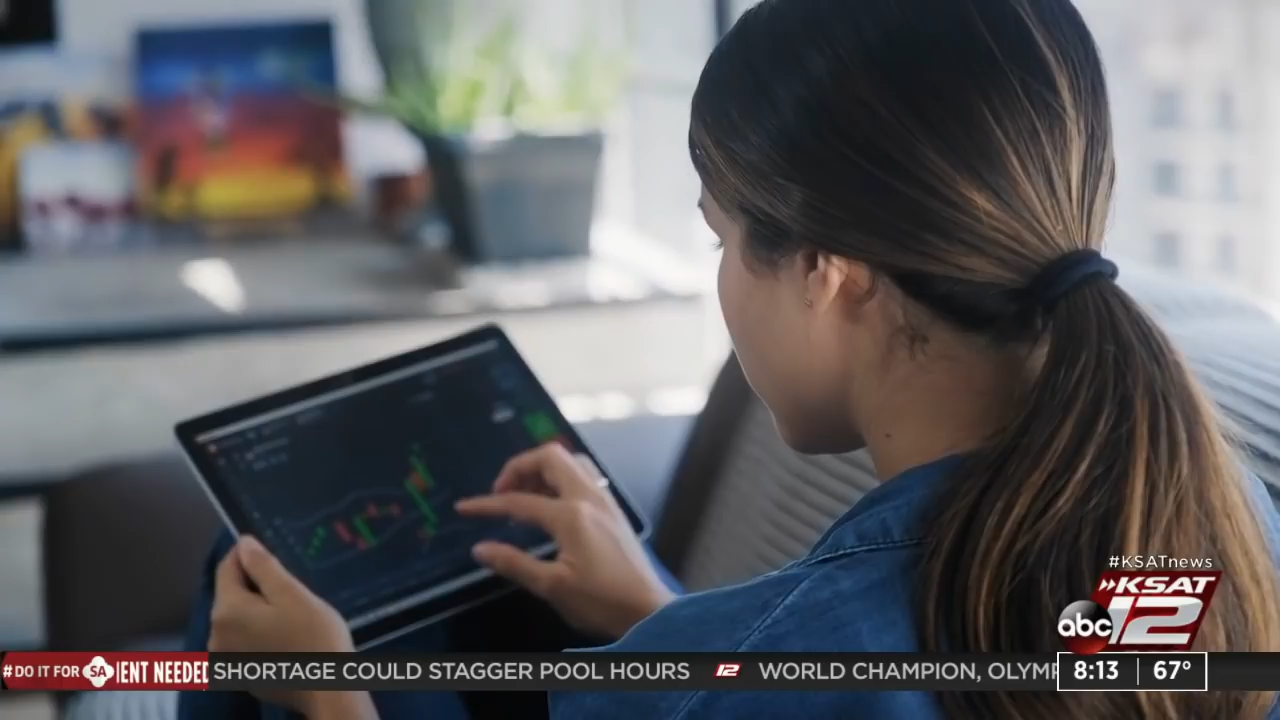 #KSATnews
KSAT
abc 12
#DO IT FOR SA IENT NEEDED SHORTAGE COULD STAGGER POOL HOURS 12 WORLD CHAMPION, OLYMP 8:13 67°